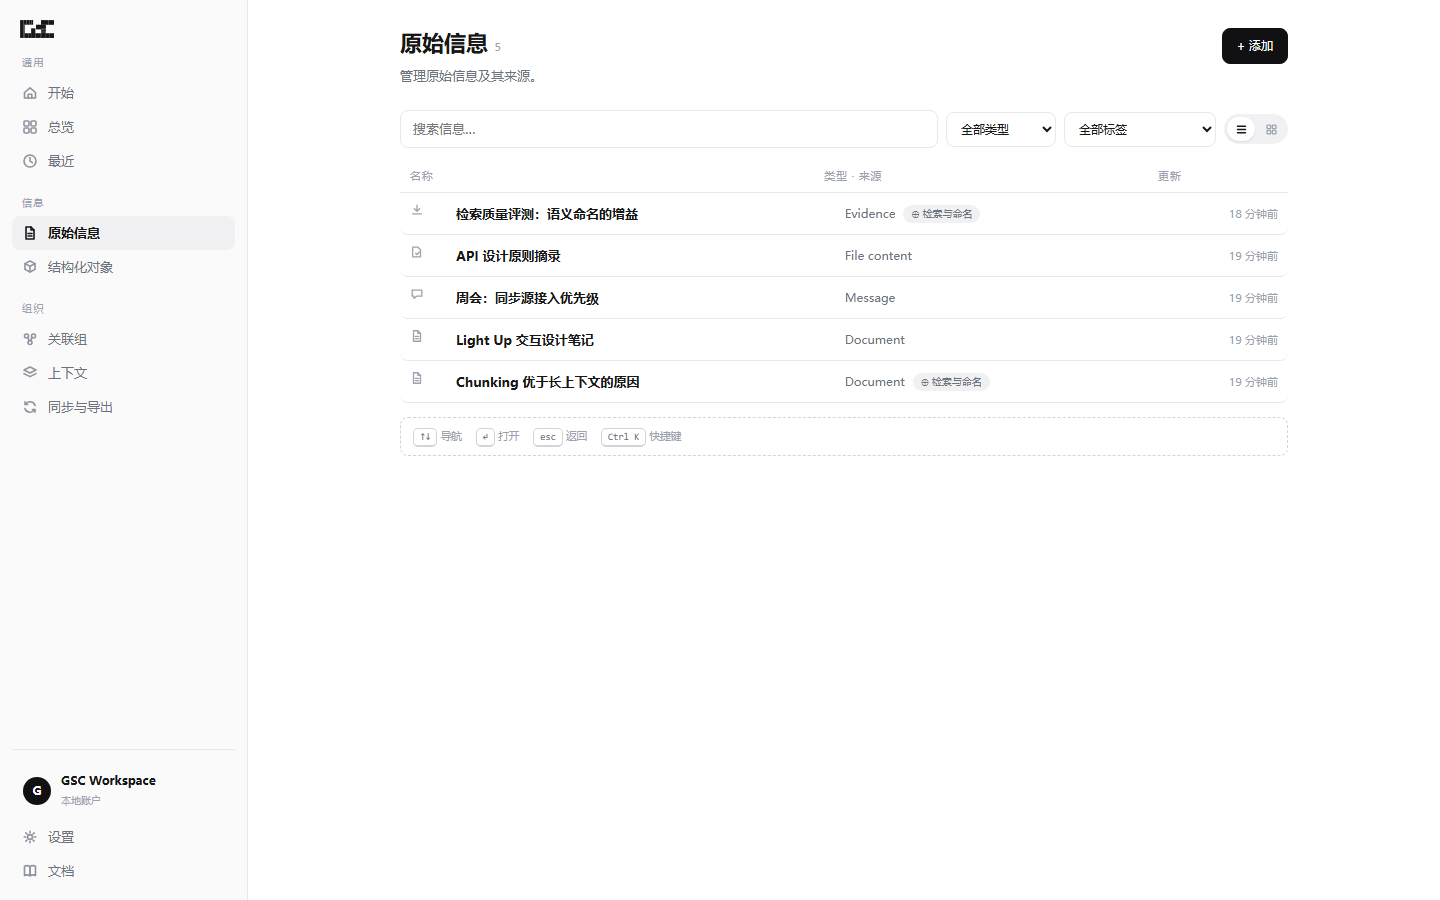 GSC
通用
开始
总览
最近
信息
原始信息
结构化对象
组织
关联组
上下文
同步与导出
G
GSC Workspace
本地账户
设置
文档
原始信息 5
+ 添加
管理原始信息及其来源。
搜索信息... 全部类型 全部标签
名称 类型 · 来源 更新
检索质量评测：语义命名的增益 Evidence ⊕ 检索与命名 18 分钟前
API 设计原则摘录 File content 19 分钟前
周会：同步源接入优先级 Message 19 分钟前
Light Up 交互设计笔记 Document 19 分钟前
Chunking 优于长上下文的原因 Document ⊕ 检索与命名 19 分钟前
↑↓ 导航 ↵ 打开 esc 返回 Ctrl K 快捷键